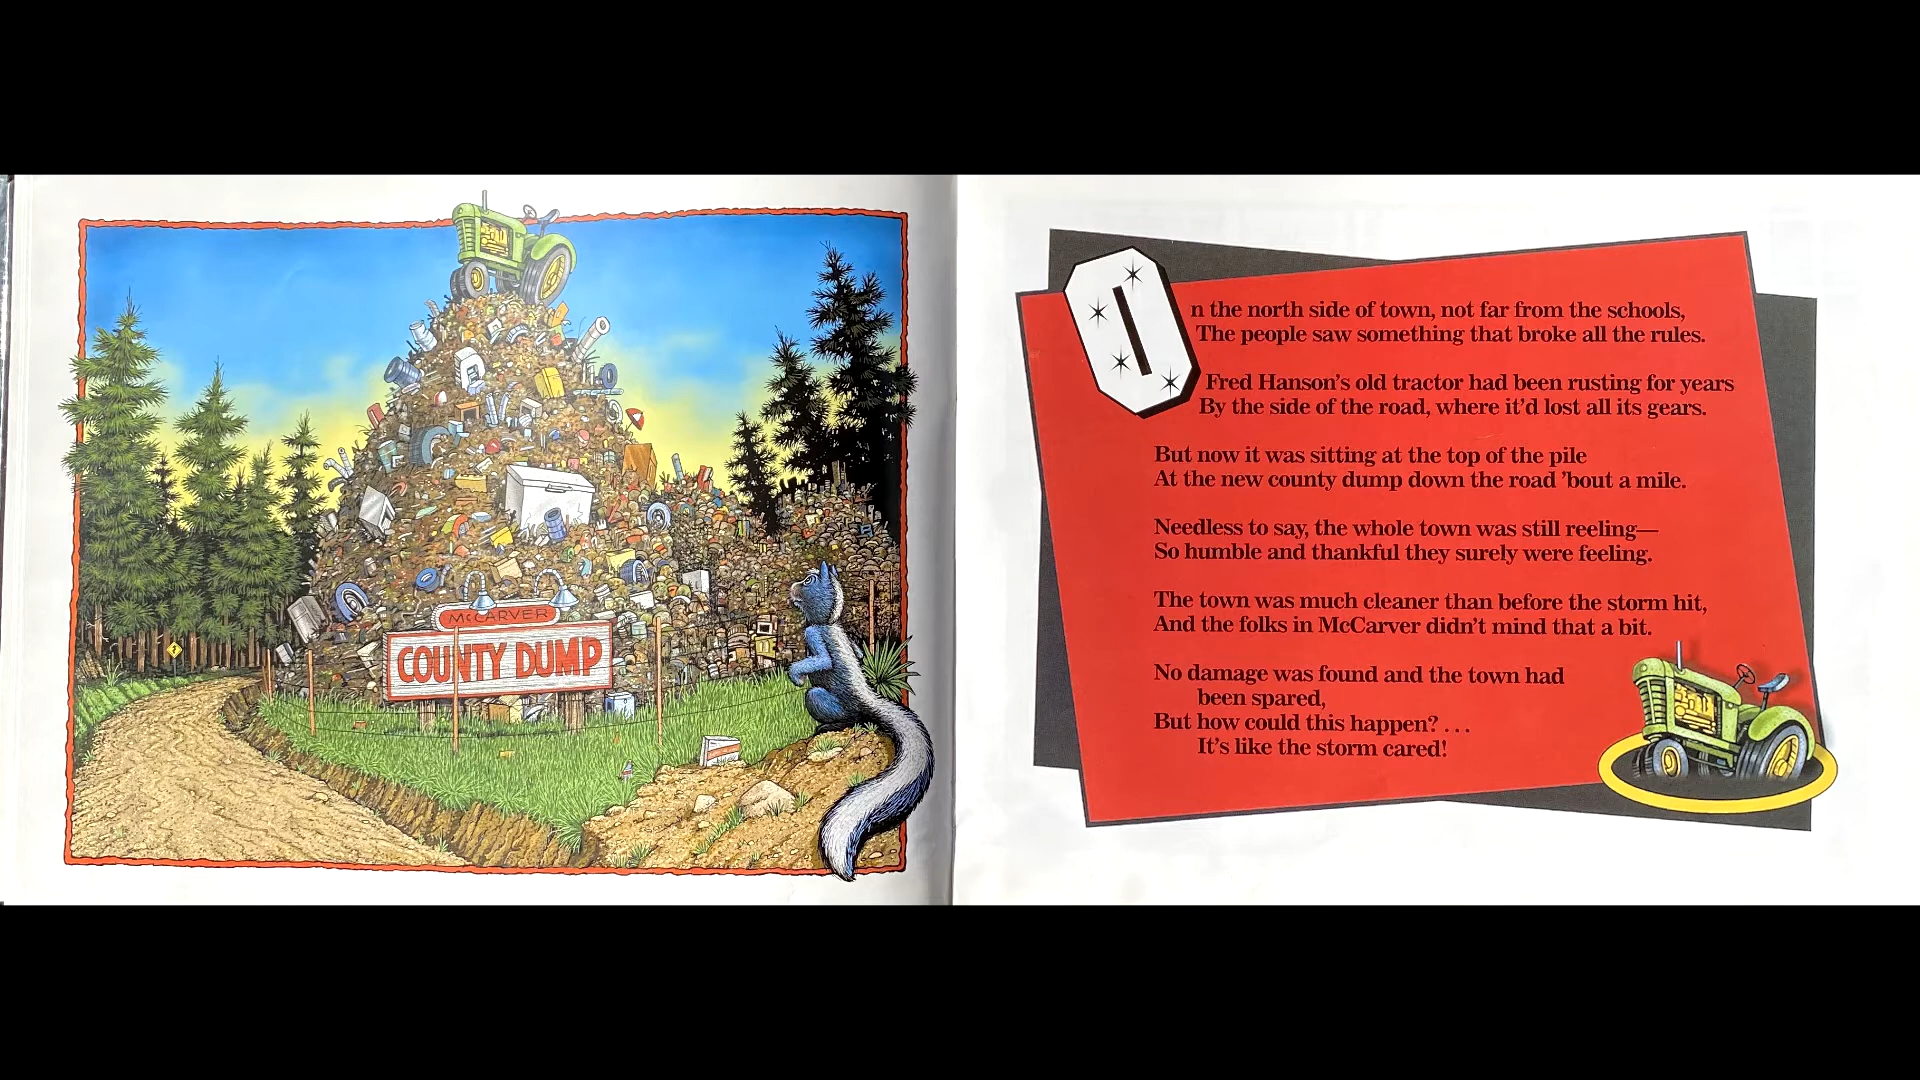 McCARVER
COUNTY DUMP
In the north side of town, not far from the schools,
The people saw something that broke all the rules.
Fred Hanson's old tractor had been rusting for years
By the side of the road, where it'd lost all its gears.
But now it was sitting at the top of the pile
At the new county dump down the road 'bout a mile.
Needless to say, the whole town was still reeling—
So humble and thankful they surely were feeling.
The town was much cleaner than before the storm hit,
And the folks in McCarver didn't mind that a bit.
No damage was found and the town had
been spared,
But how could this happen? . . .
It's like the storm cared!